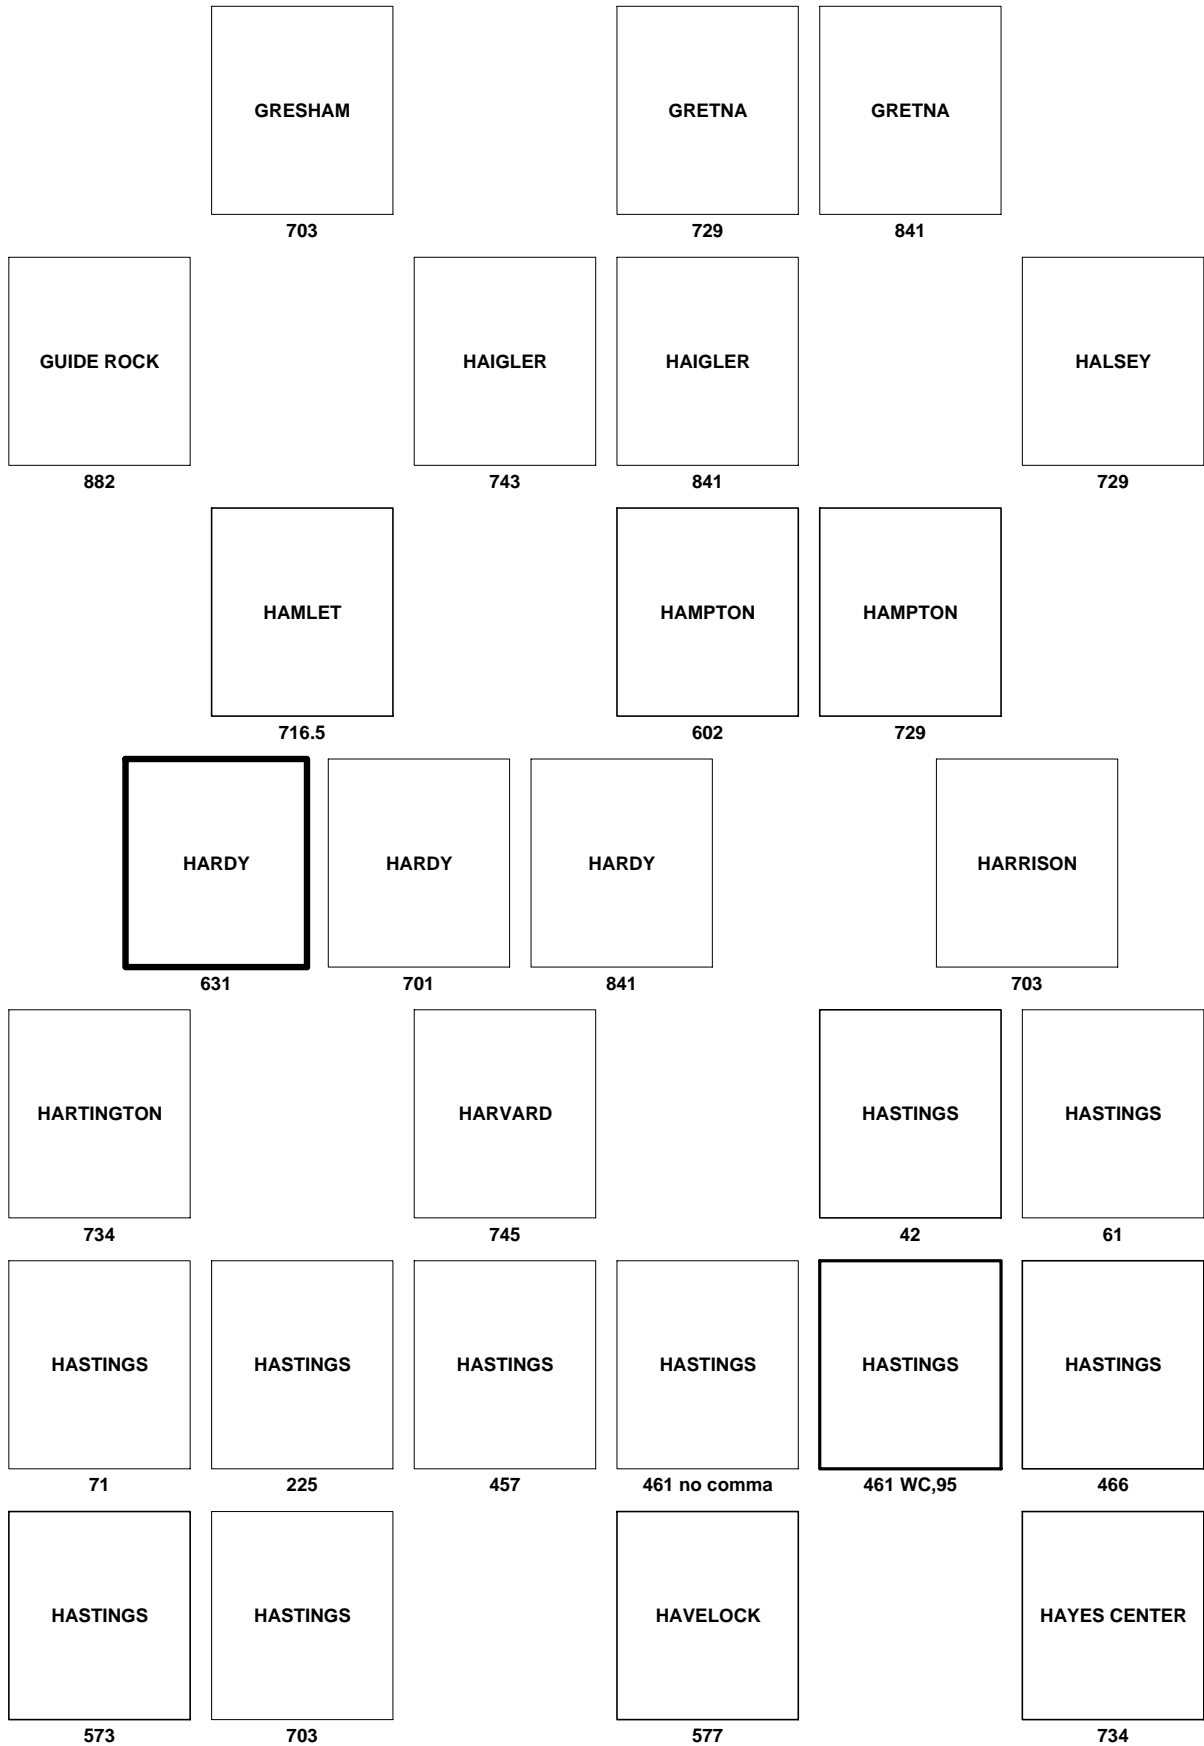 GRESHAM GRETNA GRETNA
703 729 841
GUIDE ROCK HAIGLER HAIGLER HALSEY
882 743 841 729
HAMLET HAMPTON HAMPTON
716.5 602 729
HARDY HARDY HARDY HARRISON
631 701 841 703
HARTINGTON HARVARD HASTINGS HASTINGS
734 745 42 61
HASTINGS HASTINGS HASTINGS HASTINGS HASTINGS HASTINGS
71 225 457 461 no comma 461 WC,95 466
HASTINGS HASTINGS HAVELOCK HAYES CENTER
573 703 577 734